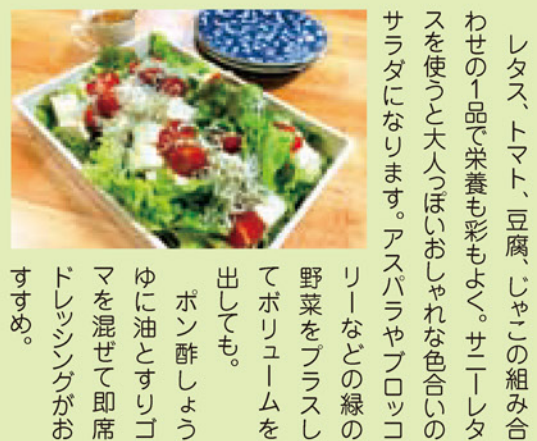 レタス、トマト、豆腐、じゃこの組み合
わせの1品で栄養も彩もよく。サニーレタ
スを使うと大人っぽいおしゃれな色合いの
サラダになります。アスパラやブロッコ
リーなどの緑の
野菜をプラスし
てボリュームを
出しても。
ポン酢しょう
ゆに油とすりゴ
マを混ぜて即席
ドレッシングがお
すすめ。